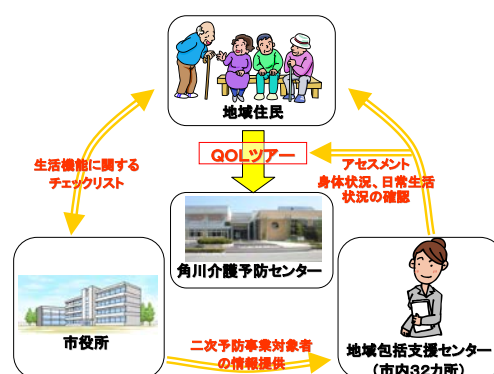 地域住民
QOLツアー
生活機能に関する
チェックリスト
アセスメント
身体状況、日常生活
状況の確認
角川介護予防センター
市役所
二次予防事業対象者
の情報提供
地域包括支援センター
(市内32カ所)